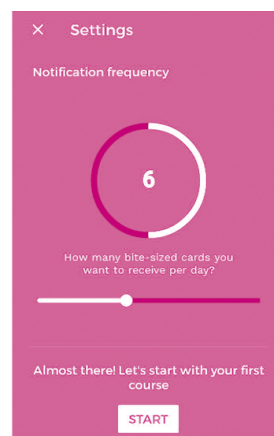 Settings
Notification frequency
6
How many bite-sized cards you
want to receive per day?
Almost there! Let's start with your first
course
START